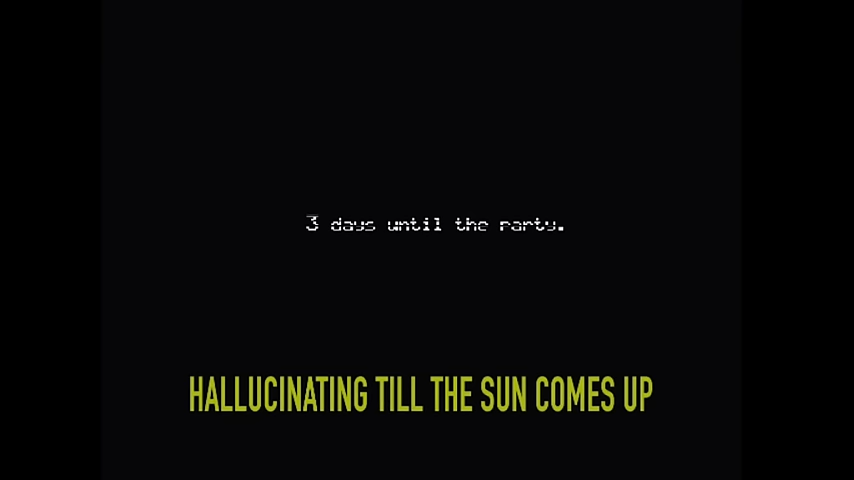 3 days until the party.
HALLUCINATING TILL THE SUN COMES UP